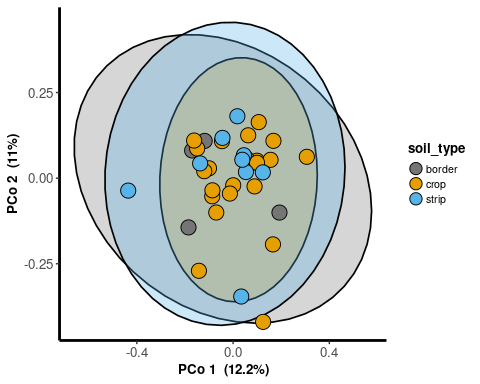 0.25
0.00
-0.25
PCo 2 (11%)
-0.4
0.0
0.4
PCo 1 (12.2%)
soil_type
border
crop
strip